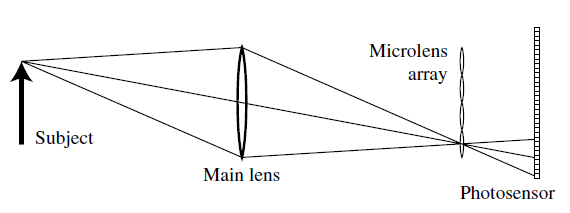 Microlens
array
Subject
Main lens
Photosensor